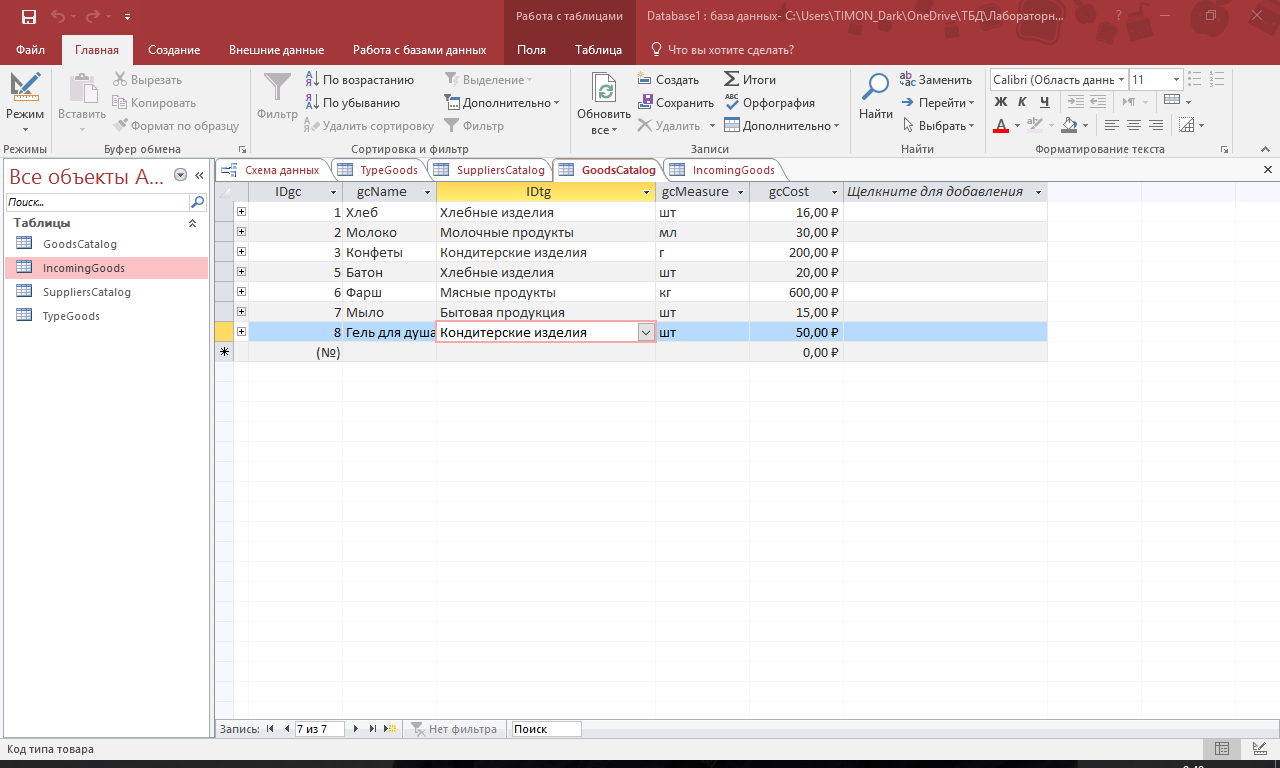 Работа с таблицами
Database1 : база данных- C:\Users\TIMON_Dark\OneDrive\ТБД\Лабораторн...
?
Файл Главная Создание Внешние данные Работа с базами данных Поля Таблица Что вы хотите сделать?
Режим
Режимы
Вставить
Вырезать
Копировать
Формат по образцу
Буфер обмена
Фильтр
По возрастанию
По убыванию
Удалить сортировку
Выделение
Дополнительно
Фильтр
Сортировка и фильтр
Обновить
все
Создать
Сохранить
Удалить
Итоги
Орфография
Дополнительно
Записи
Найти
Заменить
Перейти
Выбрать
Найти
Calibri (Область данн 11
Ж К Ч
А
Форматирование текста
Все объекты A...
Поиск...
Таблицы
GoodsCatalog
IncomingGoods
SuppliersCatalog
TypeGoods
Схема данных TypeGoods SuppliersCatalog GoodsCatalog IncomingGoods
IDgc gcName IDtg gcMeasure gcCost Щелкните для добавления
1 Хлеб Хлебные изделия шт 16,00 ₽
2 Молоко Молочные продукты мл 30,00 ₽
3 Конфеты Кондитерские изделия г 200,00 ₽
5 Батон Хлебные изделия шт 20,00 ₽
6 Фарш Мясные продукты кг 600,00 ₽
7 Мыло Бытовая продукция шт 15,00 ₽
8 Гель для душа Кондитерские изделия шт 50,00 ₽
(№) 0,00 ₽
Запись: 7 из 7 Нет фильтра Поиск
Код типа товара